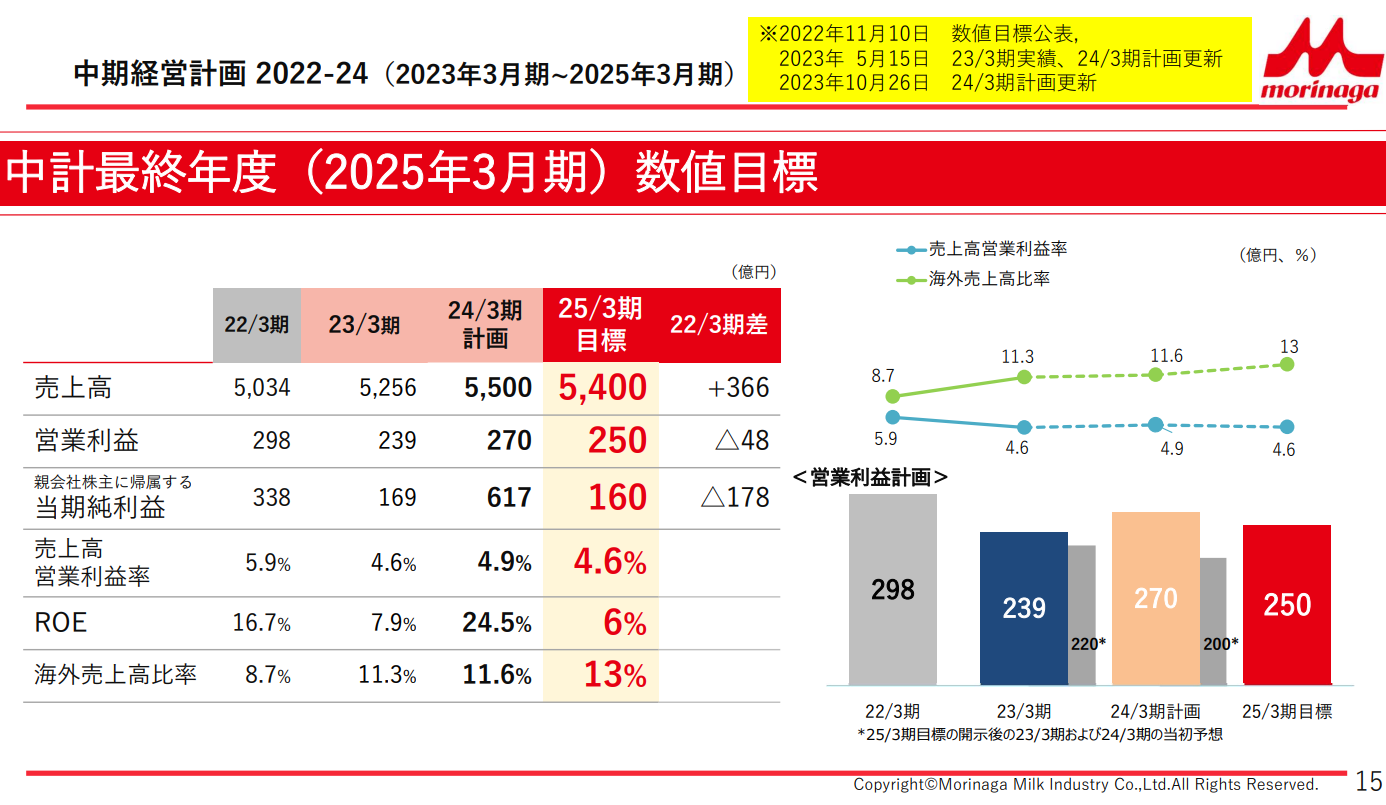 中期経営計画 2022-24（2023年3月期~2025年3月期）
※2022年11月10日　数値目標公表,
2023年 5月15日　23/3期実績、24/3期計画更新
2023年10月26日　24/3期計画更新
morinaga
中計最終年度（2025年3月期）数値目標
（億円）
22/3期 23/3期 24/3期計画 25/3期目標 22/3期差
売上高 5,034 5,256 5,500 5,400 +366
営業利益 298 239 270 250 △48
親会社株主に帰属する
当期純利益 338 169 617 160 △178
売上高
営業利益率 5.9% 4.6% 4.9% 4.6%
ROE 16.7% 7.9% 24.5% 6%
海外売上高比率 8.7% 11.3% 11.6% 13%
売上高営業利益率
海外売上高比率
（億円、%）
8.7 11.3 11.6 13
5.9 4.6 4.9 4.6
＜営業利益計画＞
298 239 220* 270 200* 250
22/3期 23/3期 24/3期計画 25/3期目標
*25/3期目標の開示後の23/3期および24/3期の当初予想
Copyright©Morinaga Milk Industry Co.,Ltd.All Rights Reserved.
15